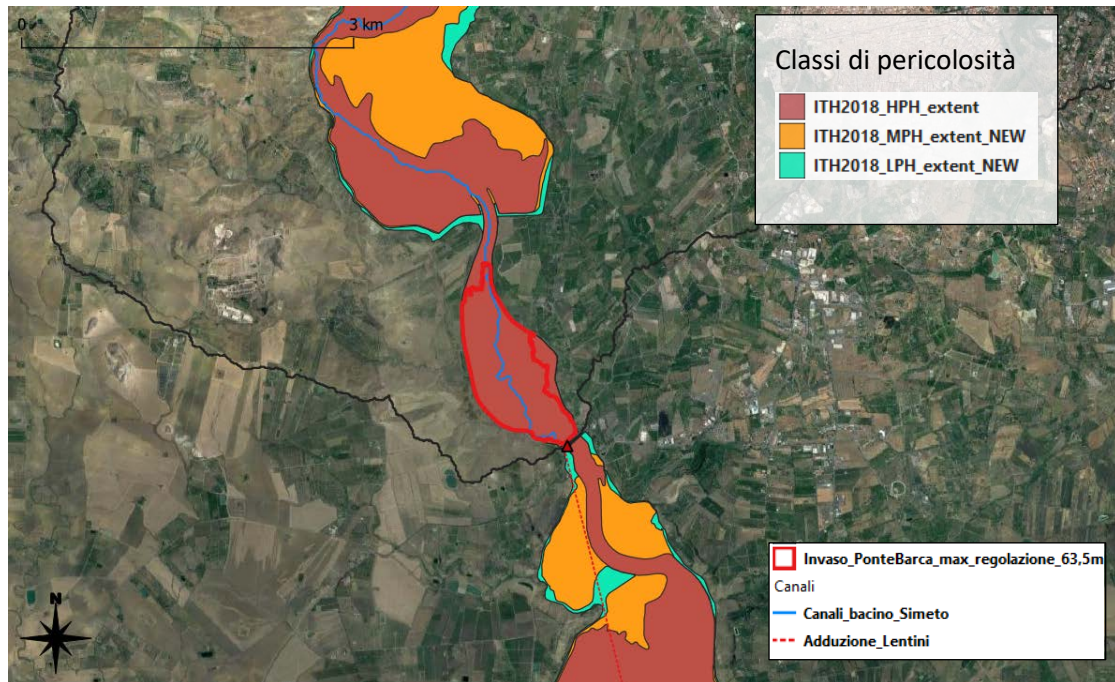 0 3 km
Classi di pericolosità
ITH2018_HPH_extent
ITH2018_MPH_extent_NEW
ITH2018_LPH_extent_NEW
Invaso_PonteBarca_max_regolazione_63,5m
Canali
Canali_bacino_Simeto
Adduzione_Lentini
N